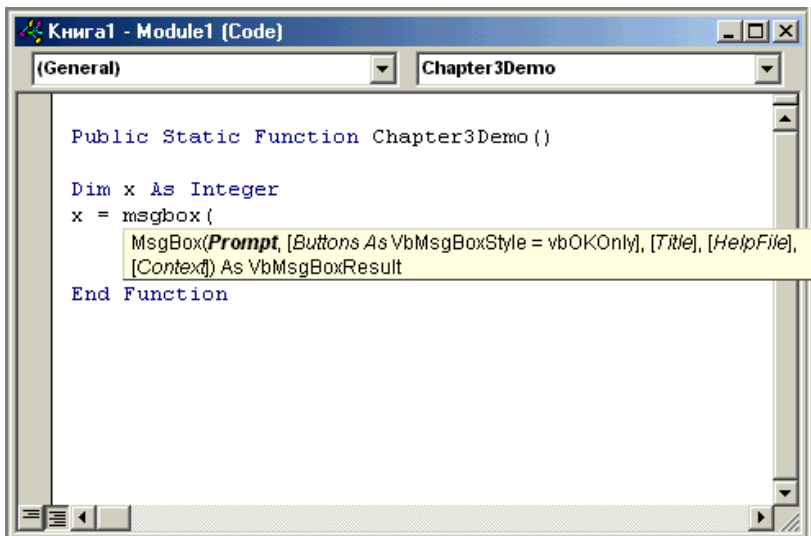 Книга1 - Module1 (Code)
(General)
Chapter3Demo
Public Static Function Chapter3Demo()
Dim x As Integer
x = msgbox(
MsgBox(Prompt, [Buttons As VbMsgBoxStyle = vbOKOnly], [Title], [HelpFile],
[Context]) As VbMsgBoxResult
End Function